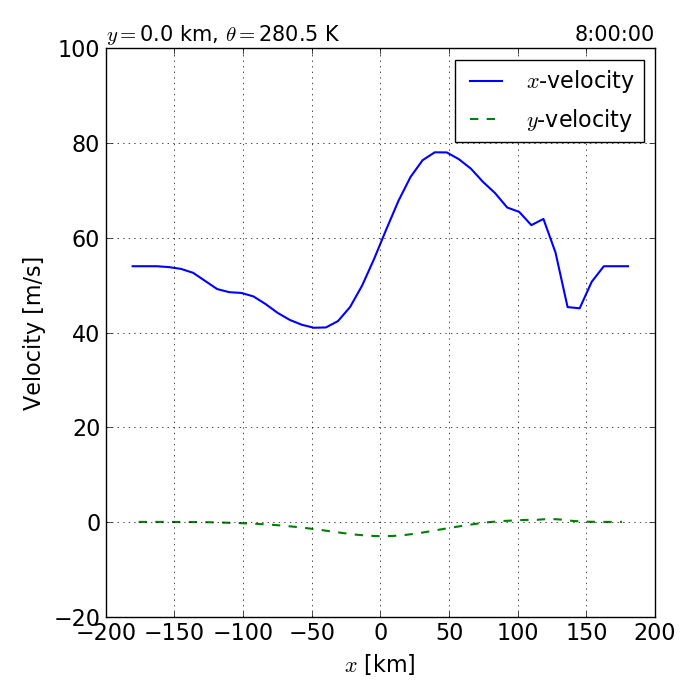 y = 0.0 km, θ = 280.5 K 8:00:00
100
x-velocity
y-velocity
80
60
40
20
0
−20
Velocity [m/s]
−200 −150 −100 −50 0 50 100 150 200
x [km]